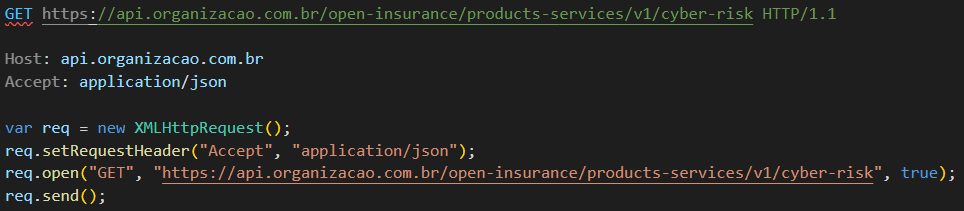 GET https://api.organizacao.com.br/open-insurance/products-services/v1/cyber-risk HTTP/1.1
Host: api.organizacao.com.br
Accept: application/json
var req = new XMLHttpRequest();
req.setRequestHeader("Accept", "application/json");
req.open("GET", "https://api.organizacao.com.br/open-insurance/products-services/v1/cyber-risk", true);
req.send();